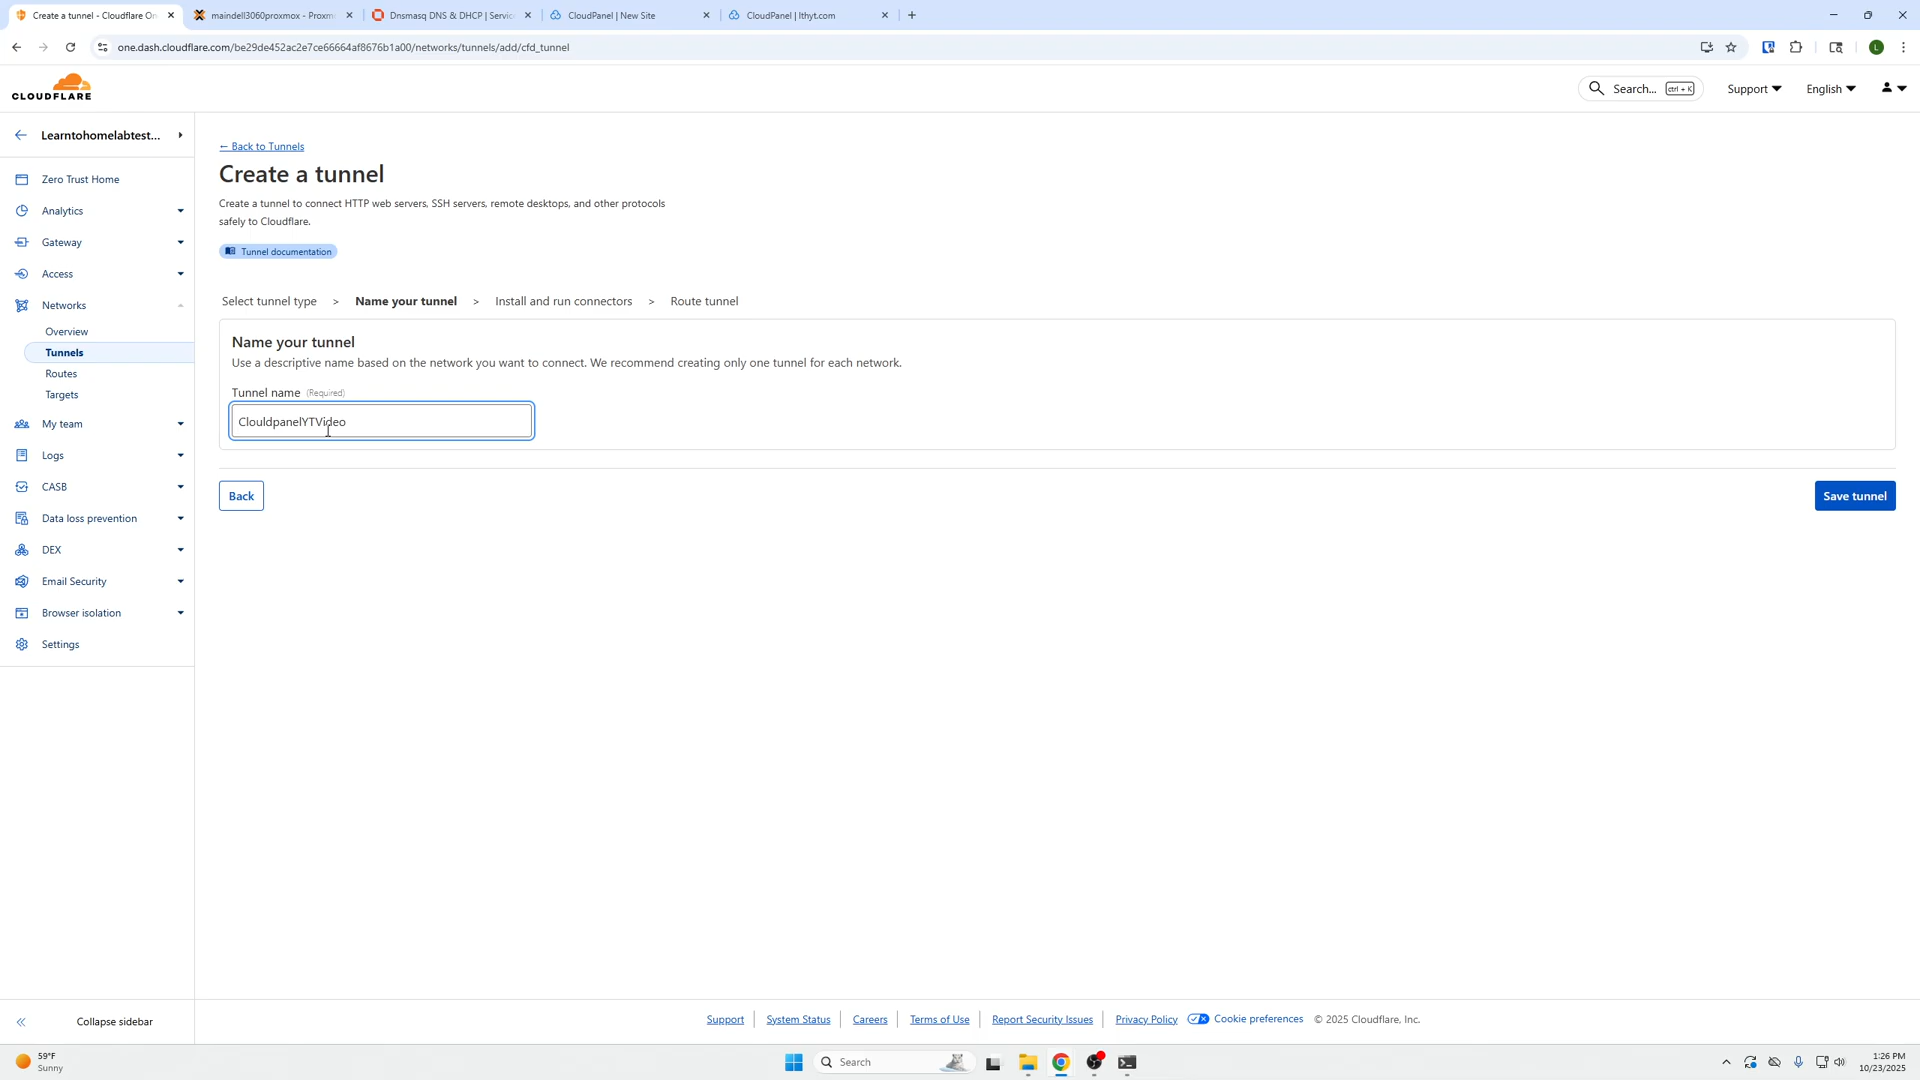 Create a tunnel - Cloudflare On
maindell3060proxmox - Proxm
Dnsmasq DNS & DHCP | Servic
CloudPanel | New Site
CloudPanel | lthyt.com
one.dash.cloudflare.com/be29de452ac2e7ce66664af8676b1a00/networks/tunnels/add/cfd_tunnel
L
CLOUDFLARE
Search... ctrl + K
Support
English
Learntohomelabtest...
Zero Trust Home
Analytics
Gateway
Access
Networks
Overview
Tunnels
Routes
Targets
My team
Logs
CASB
Data loss prevention
DEX
Email Security
Browser isolation
Settings
Collapse sidebar
← Back to Tunnels
Create a tunnel
Create a tunnel to connect HTTP web servers, SSH servers, remote desktops, and other protocols
safely to Cloudflare.
Tunnel documentation
Select tunnel type > Name your tunnel > Install and run connectors > Route tunnel
Name your tunnel
Use a descriptive name based on the network you want to connect. We recommend creating only one tunnel for each network.
Tunnel name (Required)
ClouldpanelYTVideo
Back
Save tunnel
Support
System Status
Careers
Terms of Use
Report Security Issues
Privacy Policy
Cookie preferences
© 2025 Cloudflare, Inc.
59°F
Sunny
Search
1:26 PM
10/23/2025